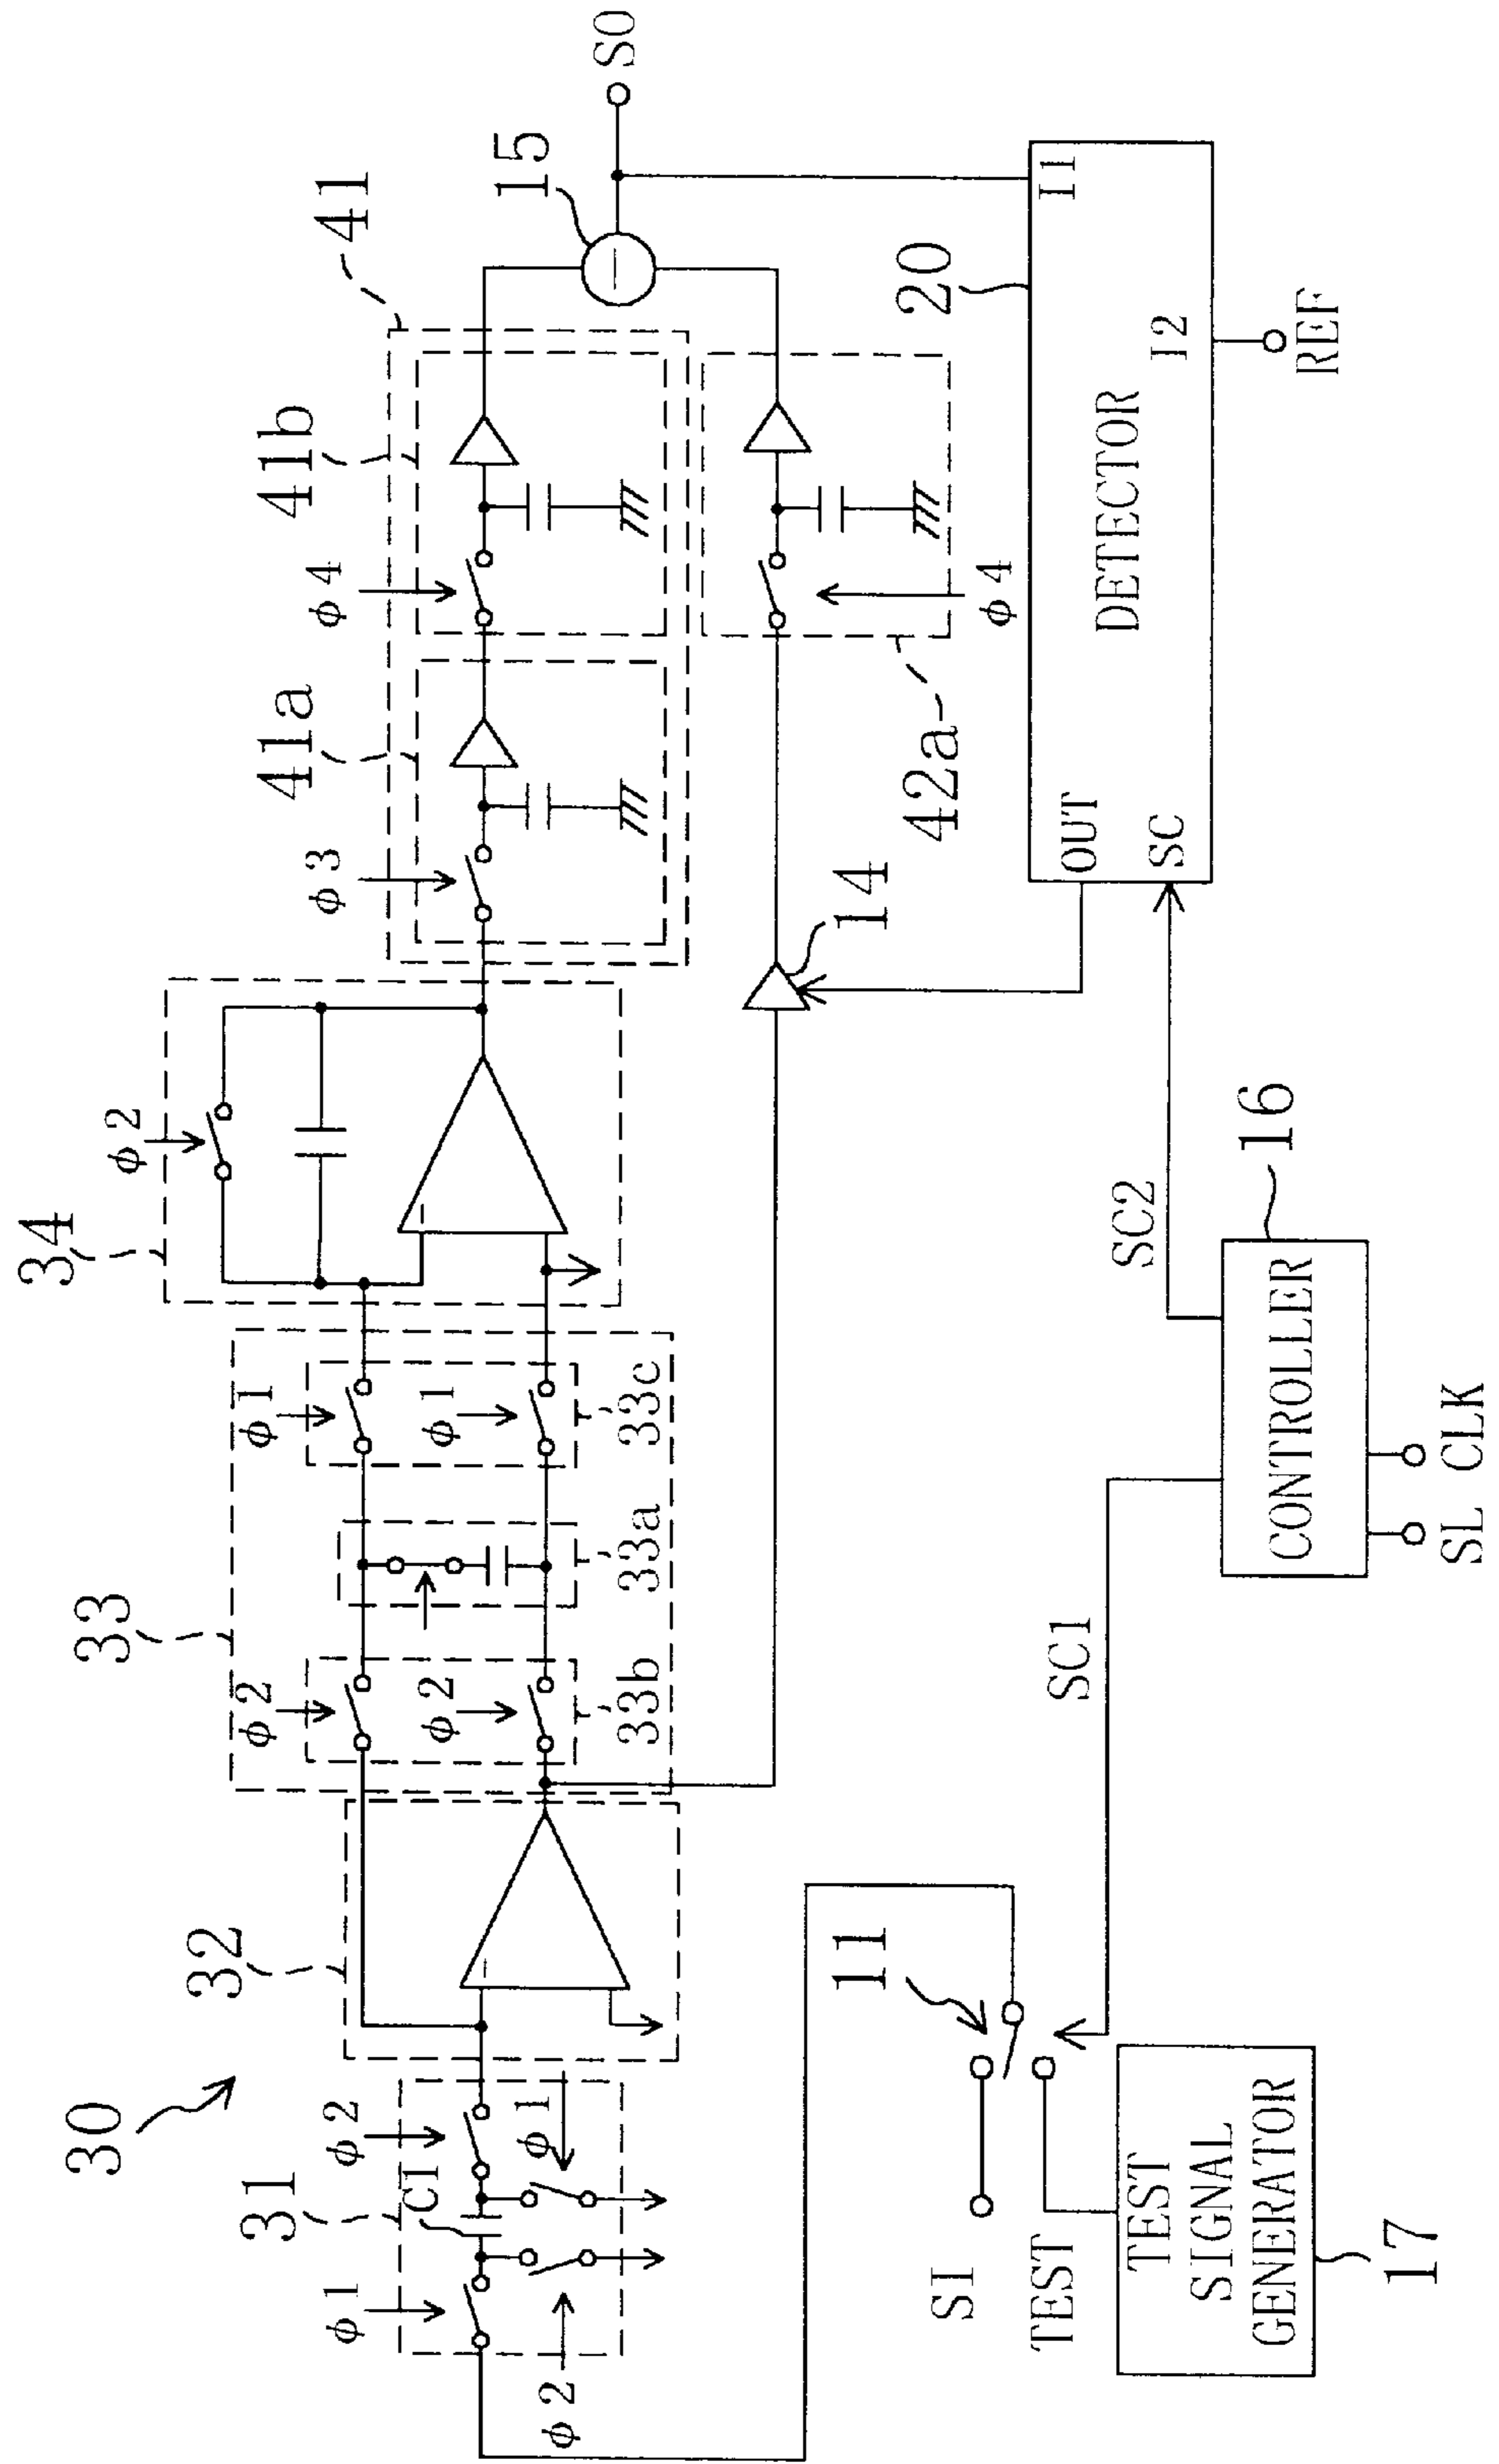 30
31
φ1
C1
φ2
φ2
φ1
32
33
φ2
φ2
33b
33a
φ1
φ1
33c
34
φ2
41
41a
φ3
41b
φ4
15
SO
42a
φ4
14
20
I1
I2
DETECTOR
OUT
SC
REF
SC2
16
CONTROLLER
SL
CLK
SC1
11
SI
TEST
TEST
SIGNAL
GENERATOR
17